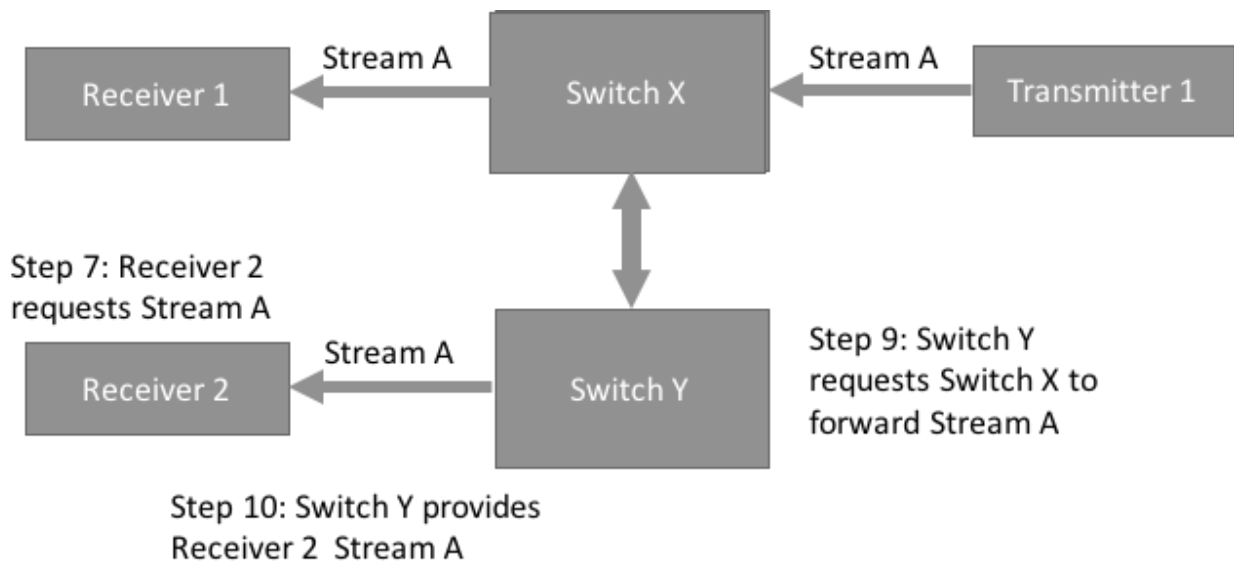 Stream A
Stream A
Receiver 1
Switch X
Transmitter 1
Step 7: Receiver 2
requests Stream A
Stream A
Receiver 2
Switch Y
Step 9: Switch Y
requests Switch X to
forward Stream A
Step 10: Switch Y provides
Receiver 2  Stream A